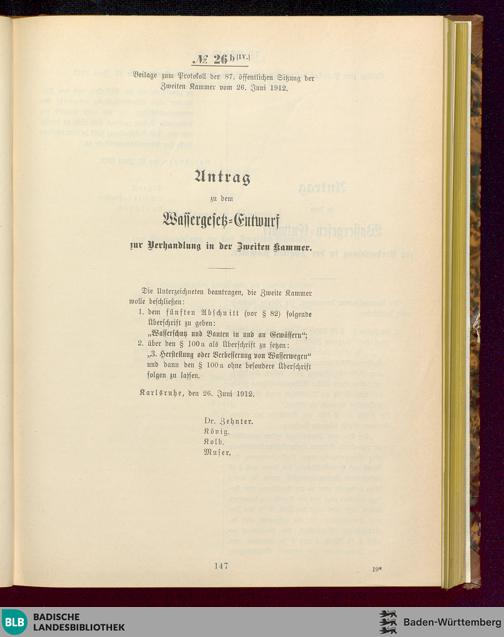 № 26 b [IV.]
Beilage zum Protokoll der 87. öffentlichen Sitzung der
Zweiten Kammer vom 26. Juni 1912.
Antrag
zu dem
Wassergesetz-Entwurf
zur Verhandlung in der Zweiten Kammer.
Die Unterzeichneten beantragen, die Zweite Kammer
wolle beschließen:
1. dem fünften Abschnitt (vor § 82) folgende
Überschrift zu geben:
„Wasserschutz und Bauten in und an Gewässern“;
2. über den § 100a als Überschrift zu setzen:
„3. Herstellung oder Verbesserung von Wasserwegen“
und dann den § 100a ohne besondere Überschrift
folgen zu lassen.
Karlsruhe, den 26. Juni 1912.
Dr. Zehnter.
König.
Kolb.
Muser.
147
19*
BLB BADISCHE
LANDESBIBLIOTHEK
Baden-Württemberg